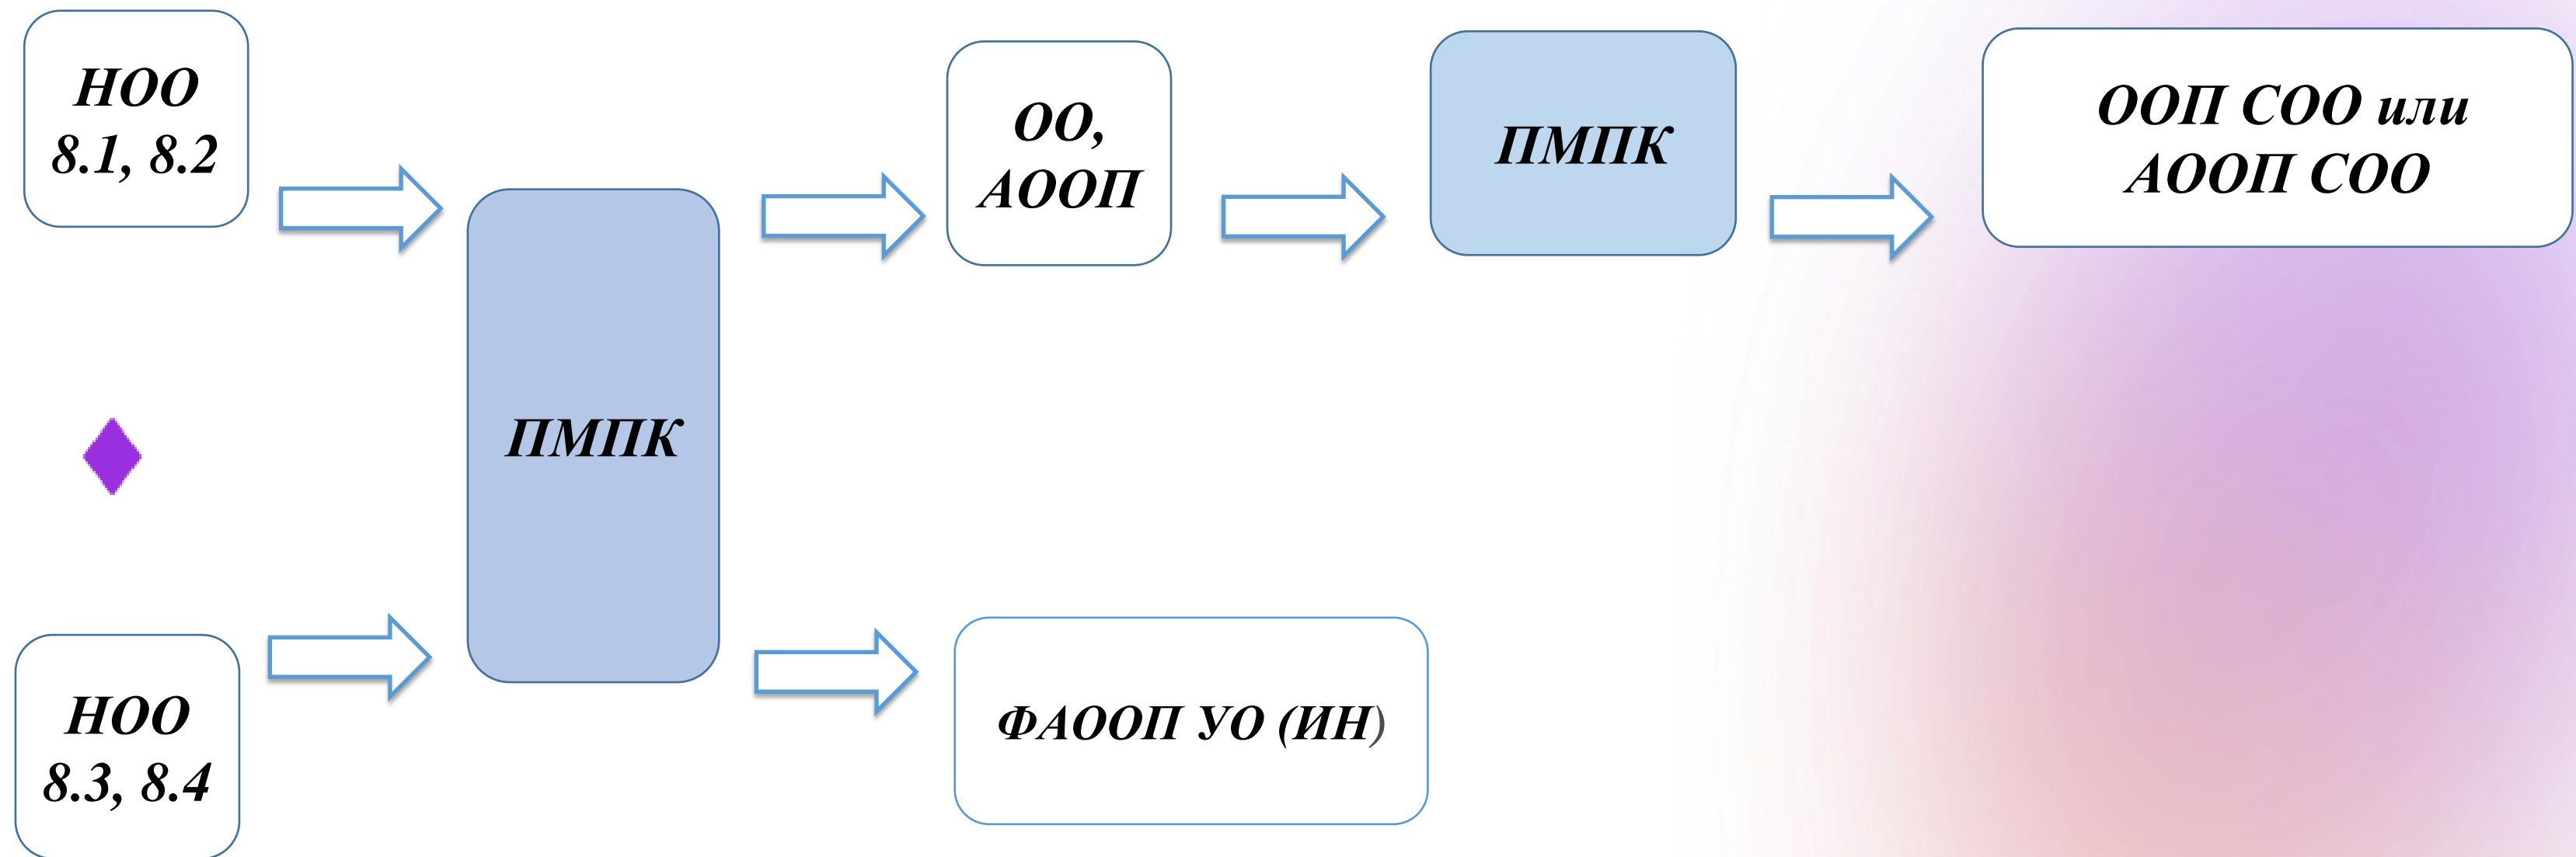 НОО
8.1, 8.2
ПМПК
ОО,
АООП
ПМПК
ООП СОО или
АООП СОО
НОО
8.3, 8.4
ФАООП УО (ИН)